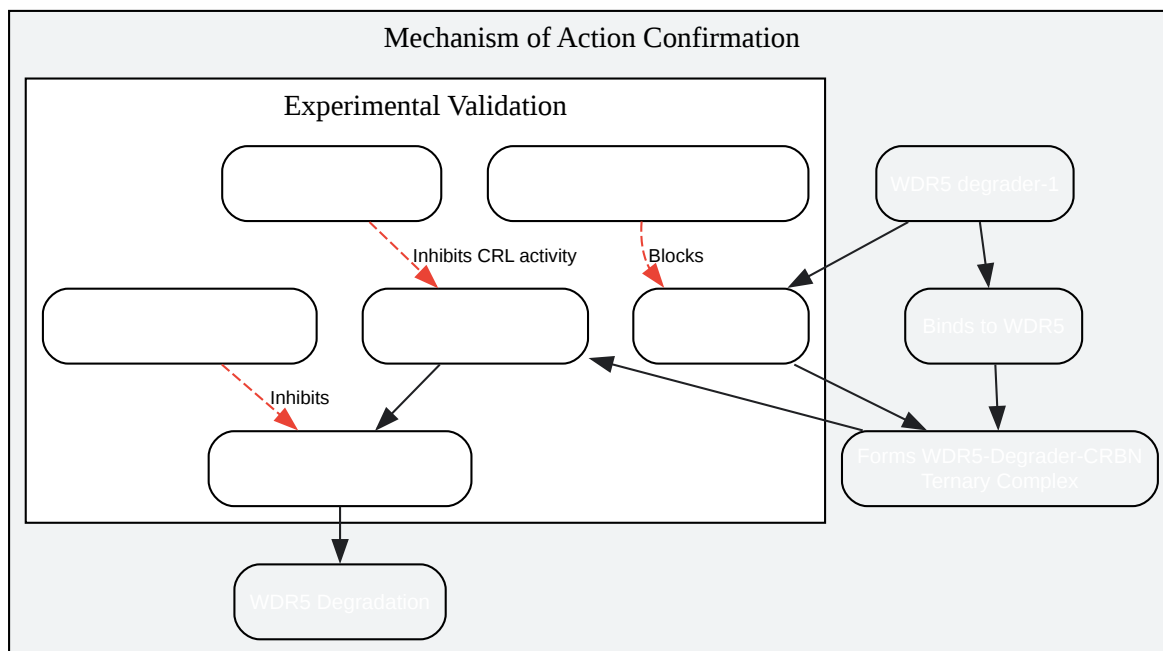 Mechanism of Action Confirmation
Experimental Validation
WDR5 degrader-1
Inhibits CRL activity
Blocks
Binds to WDR5
Inhibits
Forms WDR5-Degrader-CRBN
Ternary Complex
WDR5 Degradation